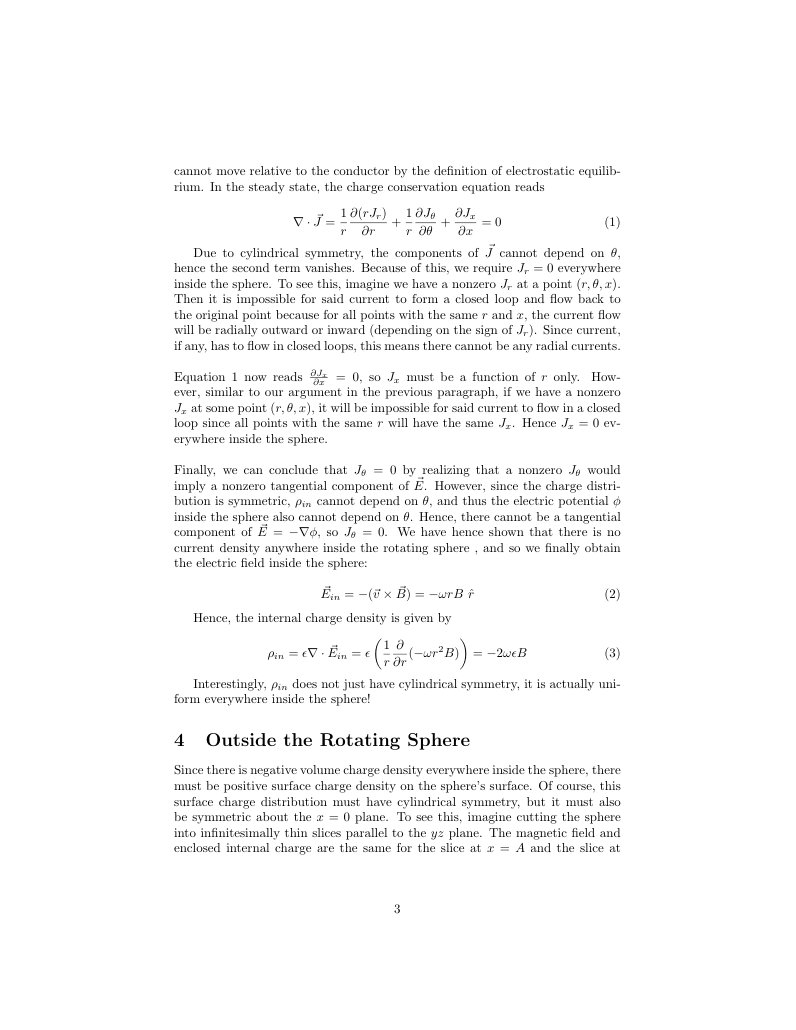 cannot move relative to the conductor by the definition of electrostatic equilib-
rium. In the steady state, the charge conservation equation reads
∇ · J⃗ = (1/r) ∂(rJ_r)/∂r + (1/r) ∂J_θ/∂θ + ∂J_x/∂x = 0 (1)
Due to cylindrical symmetry, the components of J⃗ cannot depend on θ,
hence the second term vanishes. Because of this, we require J_r = 0 everywhere
inside the sphere. To see this, imagine we have a nonzero J_r at a point (r, θ, x).
Then it is impossible for said current to form a closed loop and flow back to
the original point because for all points with the same r and x, the current flow
will be radially outward or inward (depending on the sign of J_r). Since current,
if any, has to flow in closed loops, this means there cannot be any radial currents.
Equation 1 now reads ∂J_x/∂x = 0, so J_x must be a function of r only. How-
ever, similar to our argument in the previous paragraph, if we have a nonzero
J_x at some point (r, θ, x), it will be impossible for said current to flow in a closed
loop since all points with the same r will have the same J_x. Hence J_x = 0 ev-
erywhere inside the sphere.
Finally, we can conclude that J_θ = 0 by realizing that a nonzero J_θ would
imply a nonzero tangential component of E⃗. However, since the charge distri-
bution is symmetric, ρ_in cannot depend on θ, and thus the electric potential ϕ
inside the sphere also cannot depend on θ. Hence, there cannot be a tangential
component of E⃗ = −∇ϕ, so J_θ = 0. We have hence shown that there is no
current density anywhere inside the rotating sphere , and so we finally obtain
the electric field inside the sphere:
E⃗_in = −(v⃗ × B⃗) = −ωrB r̂ (2)
Hence, the internal charge density is given by
ρ_in = ϵ∇ · E⃗_in = ϵ ( (1/r) ∂/∂r (−ωr²B) ) = −2ωϵB (3)
Interestingly, ρ_in does not just have cylindrical symmetry, it is actually uni-
form everywhere inside the sphere!
4 Outside the Rotating Sphere
Since there is negative volume charge density everywhere inside the sphere, there
must be positive surface charge density on the sphere's surface. Of course, this
surface charge distribution must have cylindrical symmetry, but it must also
be symmetric about the x = 0 plane. To see this, imagine cutting the sphere
into infinitesimally thin slices parallel to the yz plane. The magnetic field and
enclosed internal charge are the same for the slice at x = A and the slice at
3